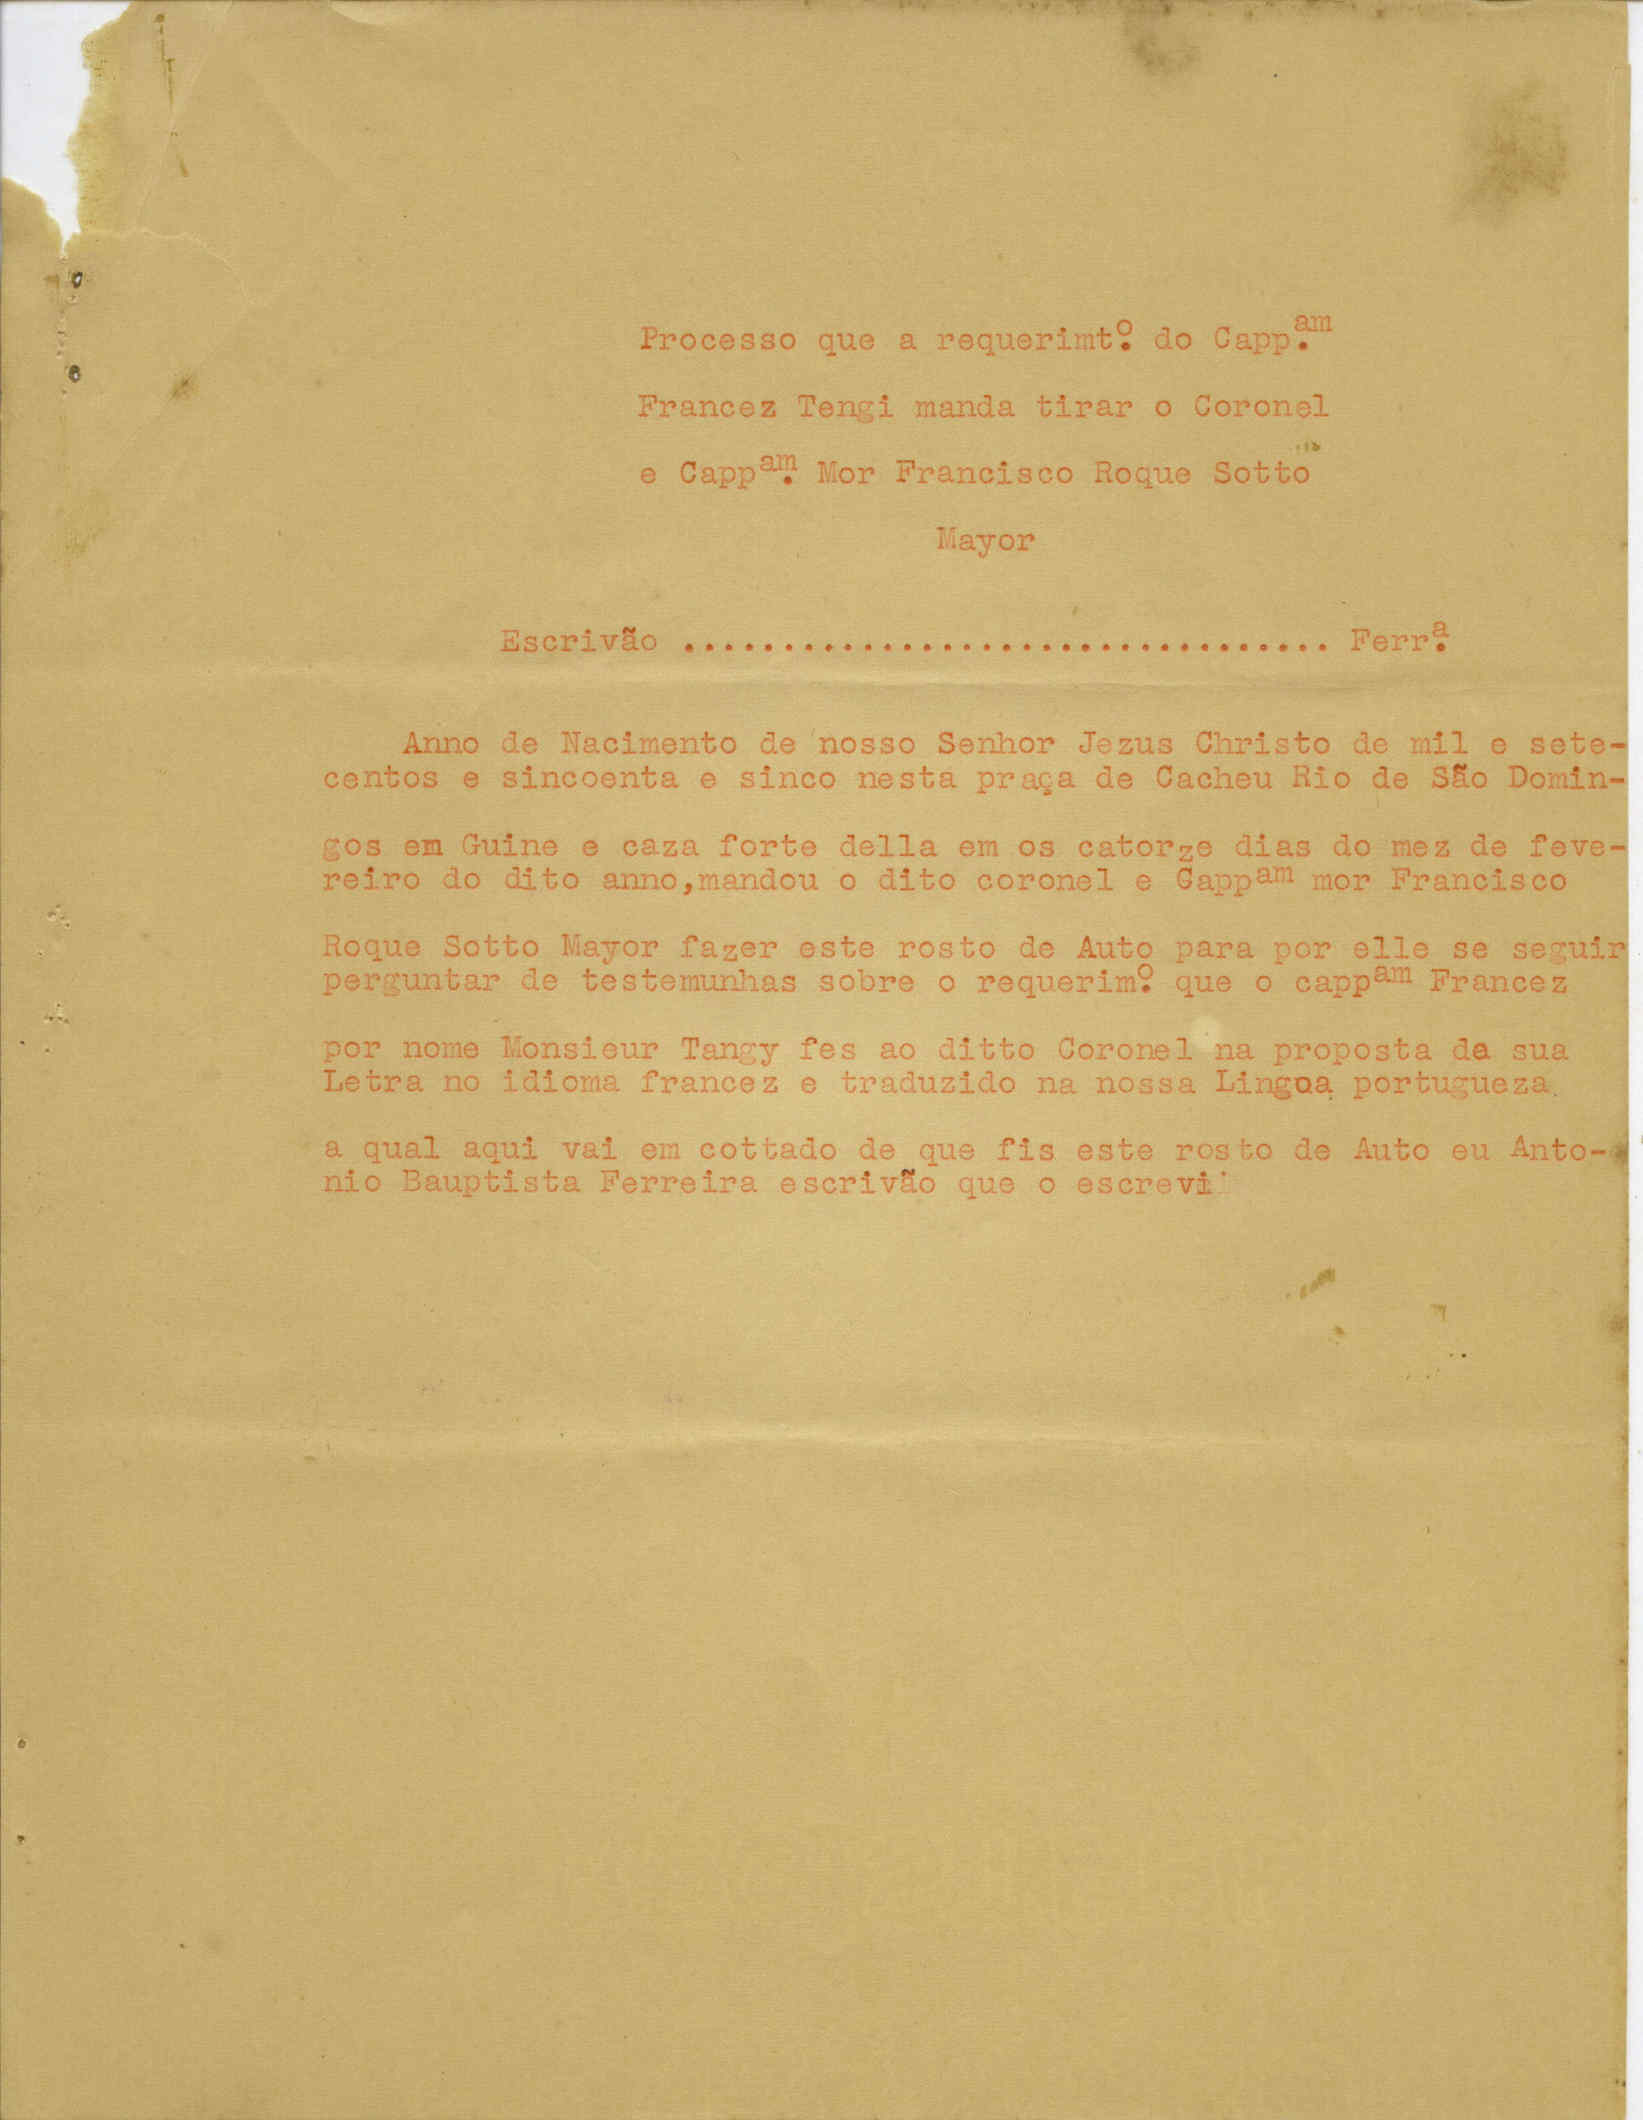 Processo que a requerimtº. do Capp.am
Francez Tengi manda tirar o Coronel
e Cappam. Mor Francisco Roque Sotto
Mayor
Escrivão ................................. Ferrª.
Anno de Nacimento de nosso Senhor Jezus Christo de mil e sete-
centos e sincoenta e sinco nesta praça de Cacheu Rio de São Domin-
gos em Guine e caza forte della em os catorze dias do mez de feve-
reiro do dito anno,mandou o dito coronel e Cappam mor Francisco
Roque Sotto Mayor fazer este rosto de Auto para por elle se seguir
perguntar de testemunhas sobre o requerimº. que o cappam Francez
por nome Monsieur Tangy fes ao ditto Coronel na proposta da sua
Letra no idioma francez e traduzido na nossa Lingoa portugueza.
a qual aqui vai em cottado de que fis este rosto de Auto eu Anto-
nio Bauptista Ferreira escrivão que o escrevi